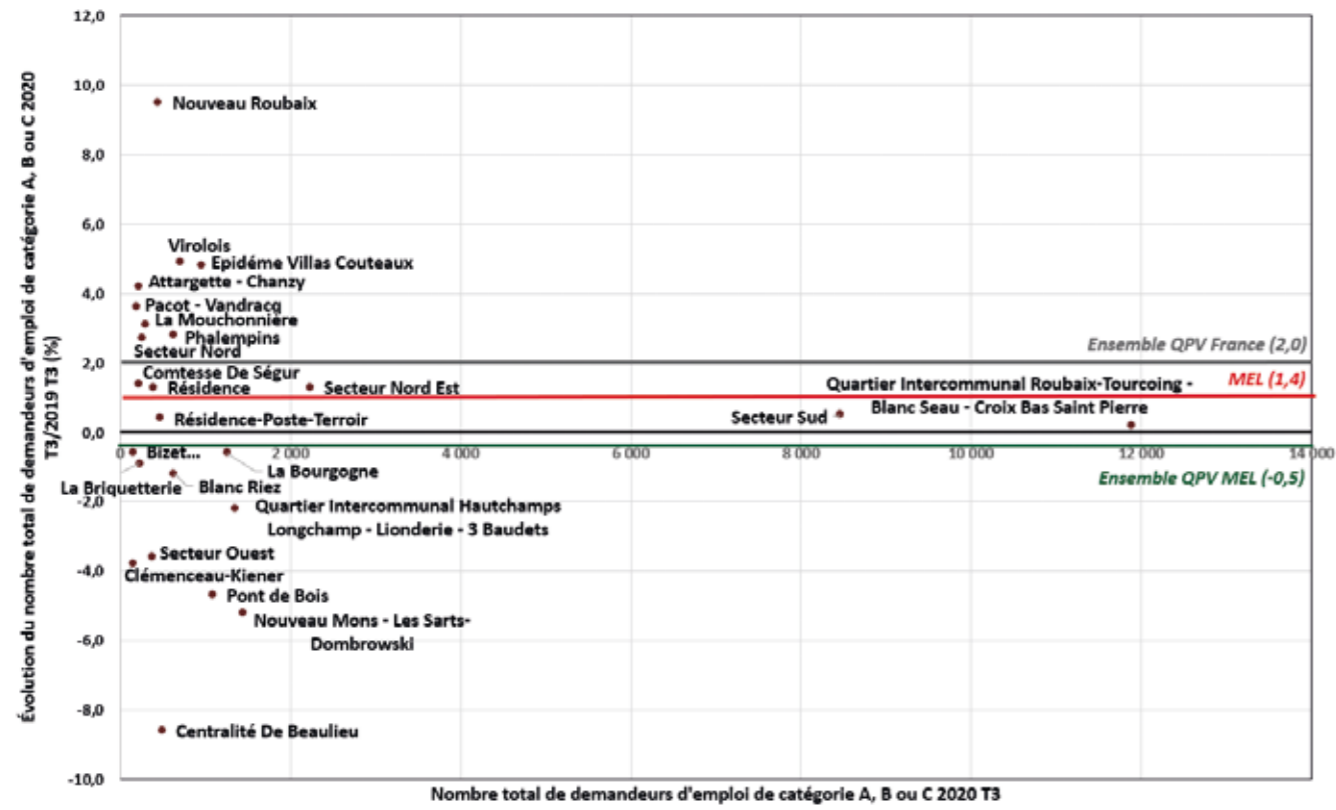 Évolution du nombre total de demandeurs d'emploi de catégorie A, B ou C 2020
T3/2019 T3 (%)
12,0
10,0
8,0
6,0
4,0
2,0
0,0
-2,0
-4,0
-6,0
-8,0
-10,0
Nouveau Roubaix
Virolois
Epidéme Villas Couteaux
Attargette - Chanzy
Pacot - Vandracq
La Mouchonnière
Phalempins
Secteur Nord
Ensemble QPV France (2,0)
Comtesse De Ségur
Résidence
Secteur Nord Est
Quartier Intercommunal Roubaix-Tourcoing -
Blanc Seau - Croix Bas Saint Pierre
MEL (1,4)
Résidence-Poste-Terroir
Secteur Sud
0
2 000
4 000
6 000
8 000
10 000
12 000
14 000
Bizet...
La Bourgogne
La Briquetterie
Blanc Riez
Ensemble QPV MEL (-0,5)
Quartier Intercommunal Hautchamps
Longchamp - Lionderie - 3 Baudets
Secteur Ouest
Clémenceau-Kiener
Pont de Bois
Nouveau Mons - Les Sarts-
Dombrowski
Centralité De Beaulieu
Nombre total de demandeurs d'emploi de catégorie A, B ou C 2020 T3